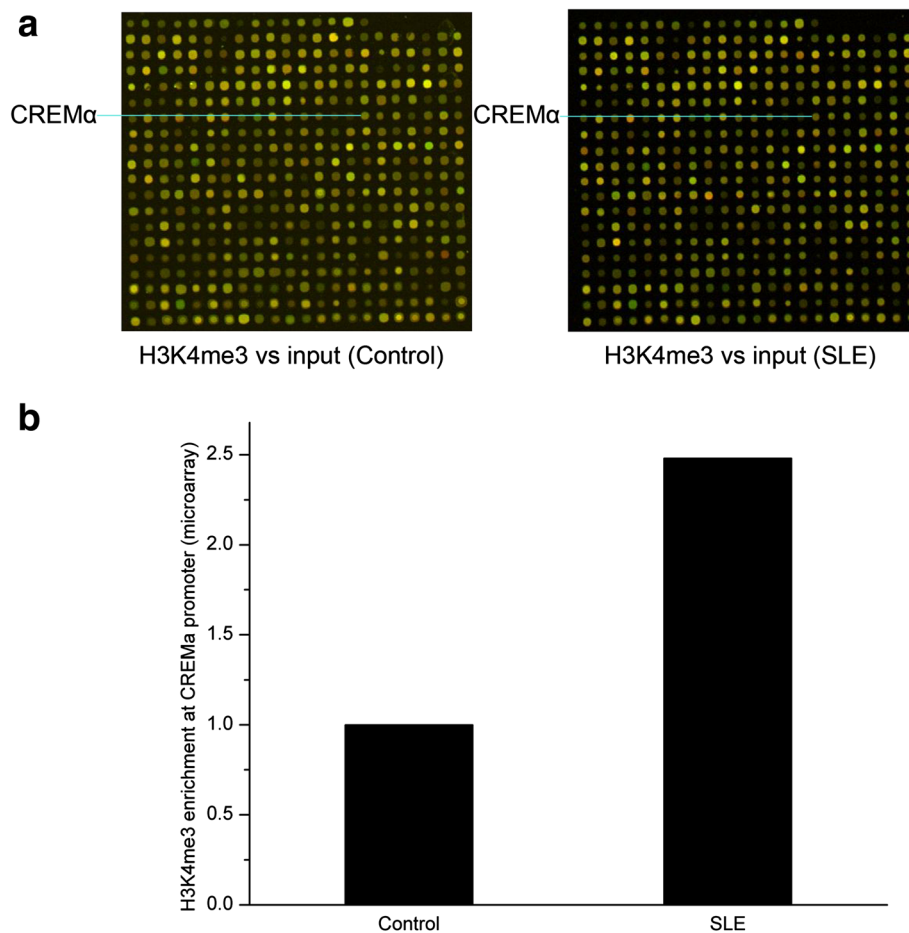 a
CREMα
CREMα
H3K4me3 vs input (Control)
H3K4me3 vs input (SLE)
b
H3K4me3 enrichment at CREMa promoter (microarray)
2.5
2.0
1.5
1.0
0.5
0.0
Control
SLE